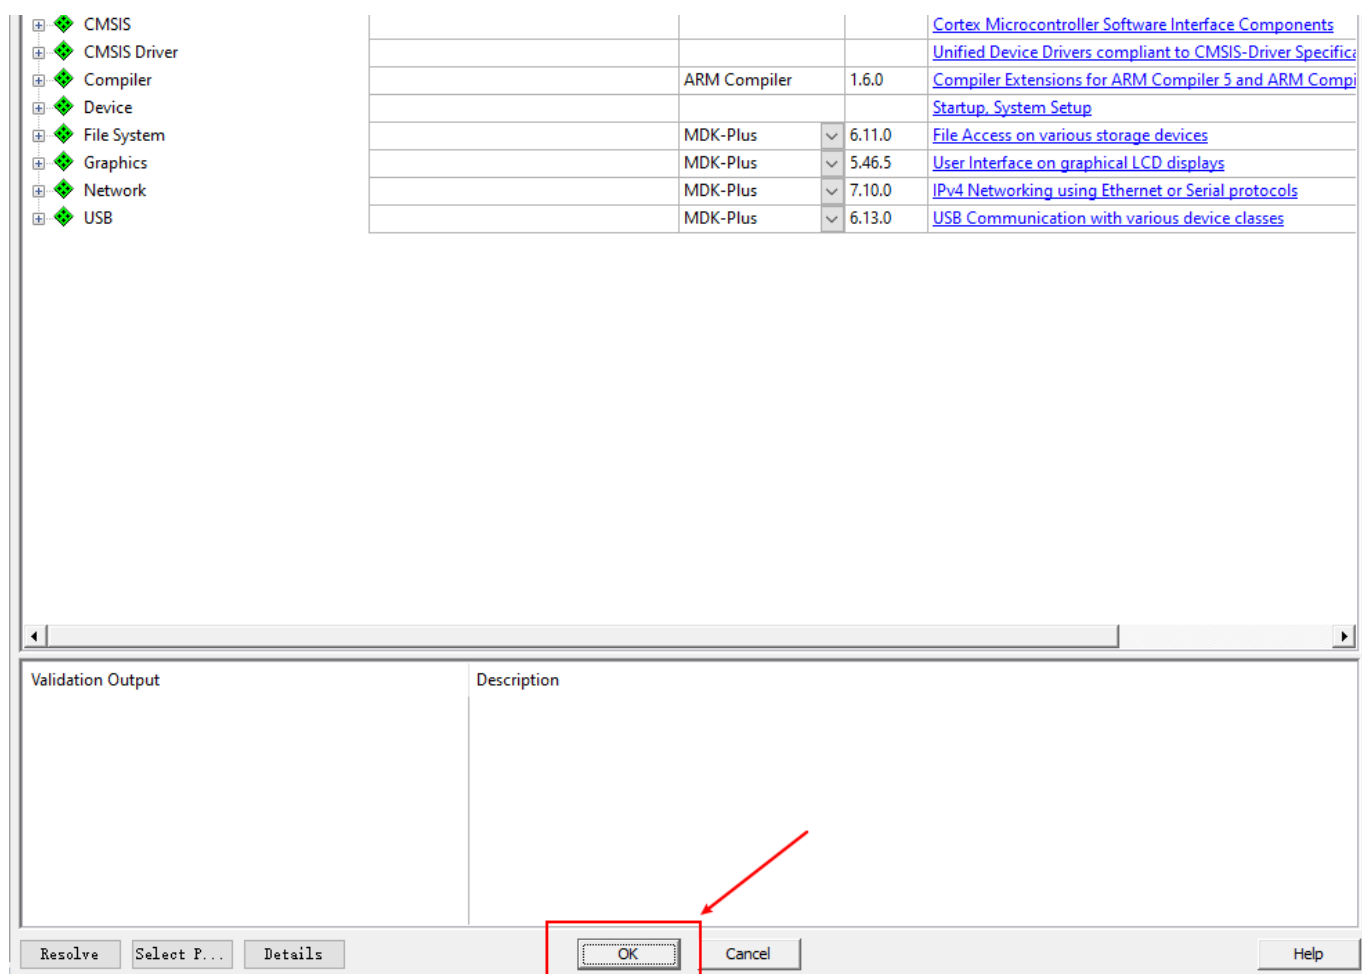 CMSIS Cortex Microcontroller Software Interface Components
CMSIS Driver Unified Device Drivers compliant to CMSIS-Driver Specifica
Compiler ARM Compiler 1.6.0 Compiler Extensions for ARM Compiler 5 and ARM Compi
Device Startup, System Setup
File System MDK-Plus 6.11.0 File Access on various storage devices
Graphics MDK-Plus 5.46.5 User Interface on graphical LCD displays
Network MDK-Plus 7.10.0 IPv4 Networking using Ethernet or Serial protocols
USB MDK-Plus 6.13.0 USB Communication with various device classes
Validation Output Description
Resolve Select P... Details OK Cancel Help